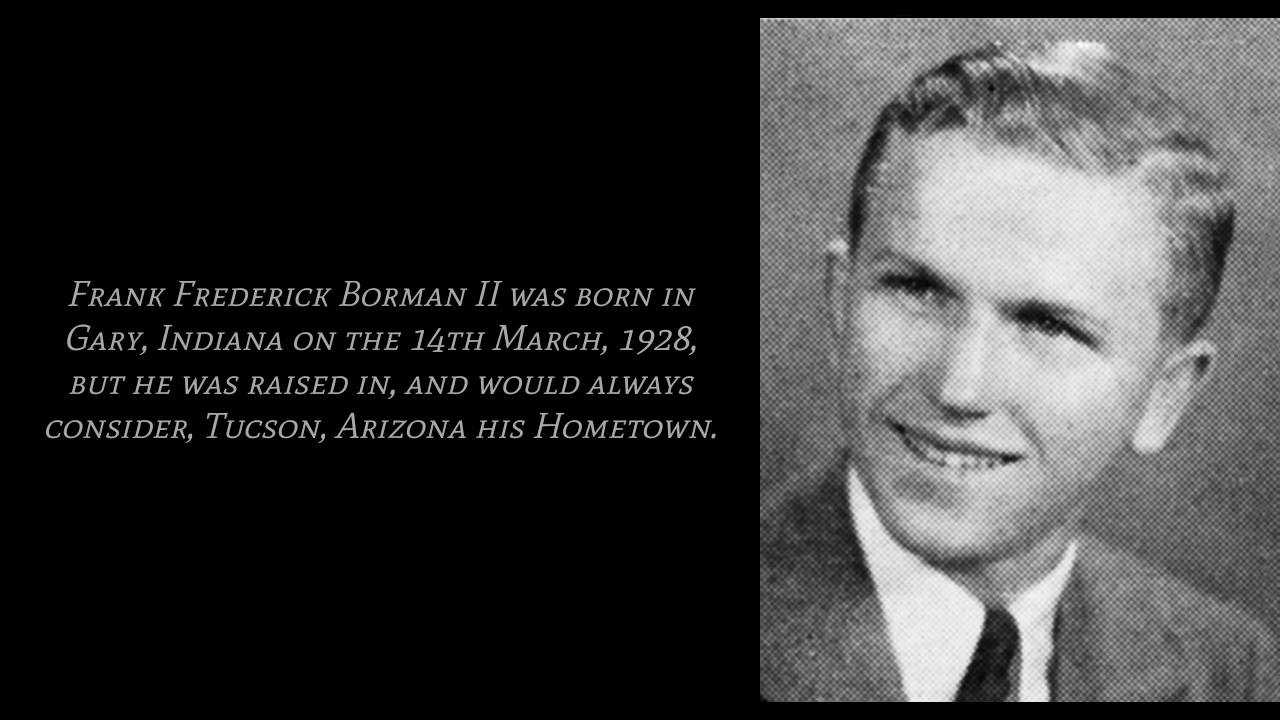 Frank Frederick Borman II was born in
Gary, Indiana on the 14th March, 1928,
but he was raised in, and would always
consider, Tucson, Arizona his Hometown.